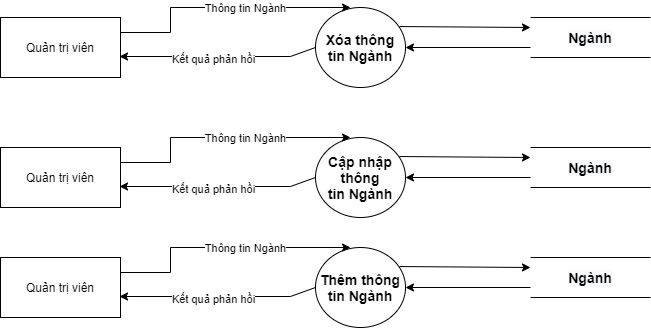 Thông tin Ngành
Quản trị viên
Xóa thông
tin Ngành
Ngành
Kết quả phản hồi
Thông tin Ngành
Quản trị viên
Cập nhập
thông
tin Ngành
Ngành
Kết quả phản hồi
Thông tin Ngành
Quản trị viên
Thêm thông
tin Ngành
Ngành
Kết quả phản hồi